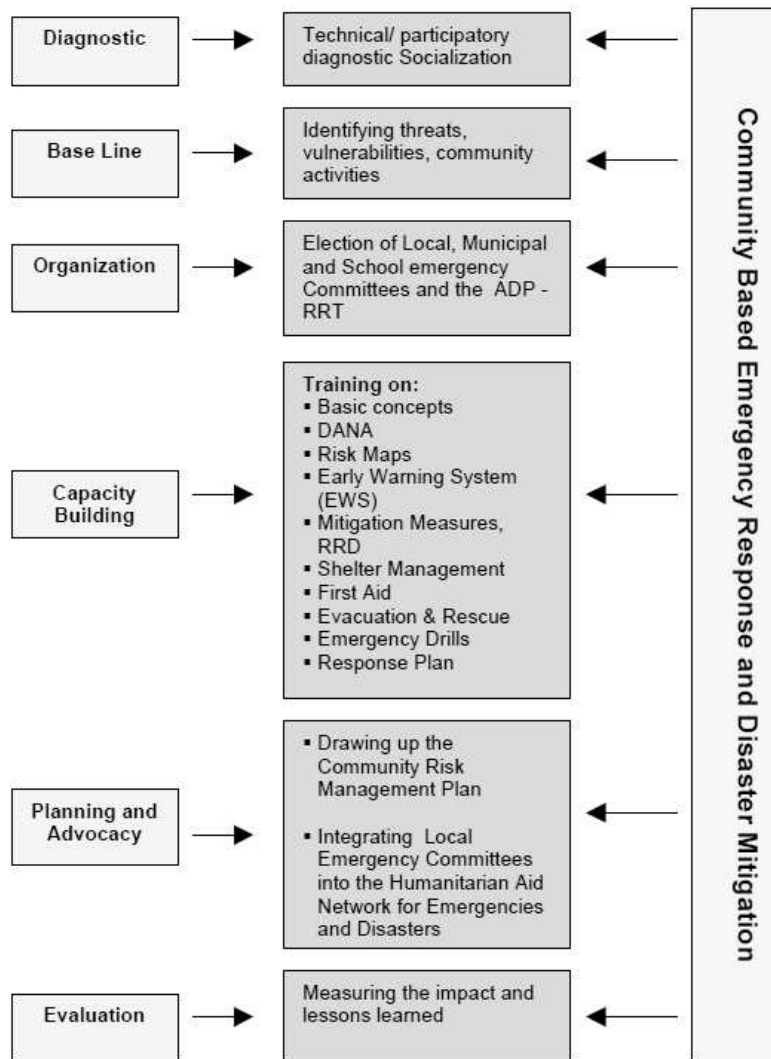 Diagnostic
Technical/ participatory
diagnostic Socialization
Base Line
Identifying threats,
vulnerabilities, community
activities
Organization
Election of Local, Municipal
and School emergency
Committees and the ADP -
RRT
Capacity
Building
Training on:
▪ Basic concepts
▪ DANA
▪ Risk Maps
▪ Early Warning System
(EWS)
▪ Mitigation Measures,
RRD
▪ Shelter Management
▪ First Aid
▪ Evacuation & Rescue
▪ Emergency Drills
▪ Response Plan
Planning and
Advocacy
▪ Drawing up the
Community Risk
Management Plan
▪ Integrating Local
Emergency Committees
into the Humanitarian Aid
Network for Emergencies
and Disasters
Evaluation
Measuring the impact and
lessons learned
Community Based Emergency Response and Disaster Mitigation